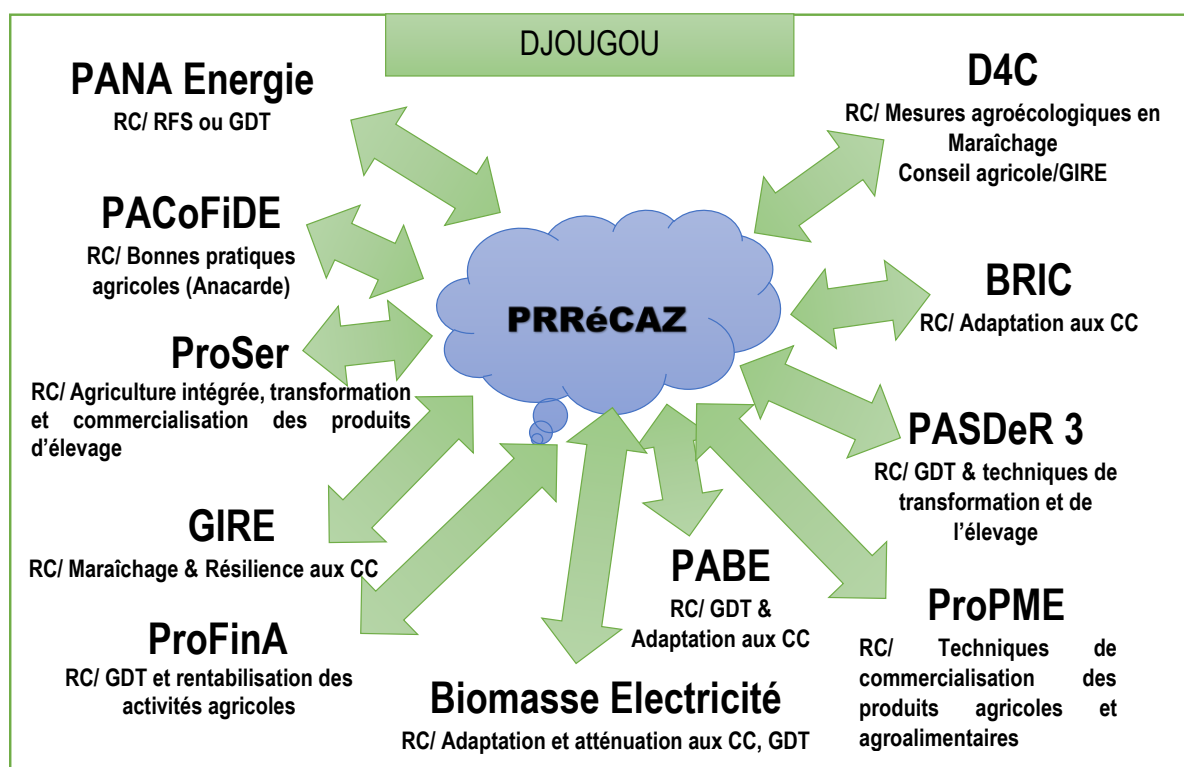 DJOUGOU
PANA Energie
RC/ RFS ou GDT
PACoFiDE
RC/ Bonnes pratiques
agricoles (Anacarde)
ProSer
RC/ Agriculture intégrée, transformation
et commercialisation des produits
d’élevage
GIRE
RC/ Maraîchage & Résilience aux CC
ProFinA
RC/ GDT et rentabilisation des
activités agricoles
PRRéCAZ
Biomasse Electricité
RC/ Adaptation et atténuation aux CC, GDT
PABE
RC/ GDT &
Adaptation aux CC
D4C
RC/ Mesures agroécologiques en
Maraîchage
Conseil agricole/GIRE
BRIC
RC/ Adaptation aux CC
PASDeR 3
RC/ GDT & techniques de
transformation et de
l’élevage
ProPME
RC/ Techniques de
commercialisation des
produits agricoles et
agroalimentaires